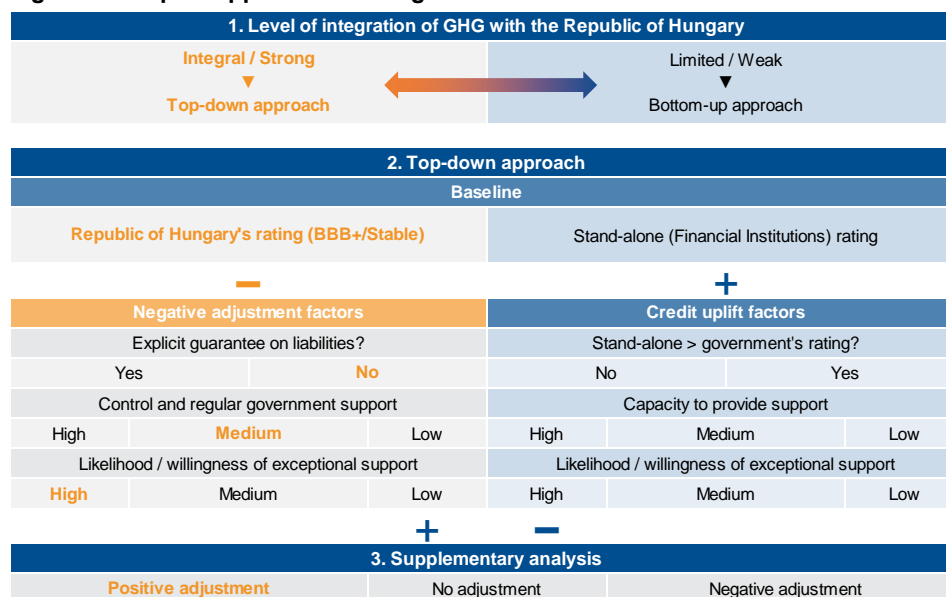 1. Level of integration of GHG with the Republic of Hungary
Integral / Strong
Limited / Weak
▼
▼
Top-down approach
Bottom-up approach
2. Top-down approach
Baseline
Republic of Hungary's rating (BBB+/Stable)
Stand-alone (Financial Institutions) rating
–
+
Negative adjustment factors
Credit uplift factors
Explicit guarantee on liabilities?
Stand-alone > government's rating?
Yes No
No Yes
Control and regular government support
Capacity to provide support
High Medium Low
High Medium Low
Likelihood / willingness of exceptional support
Likelihood / willingness of exceptional support
High Medium Low
High Medium Low
+ –
3. Supplementary analysis
Positive adjustment No adjustment Negative adjustment